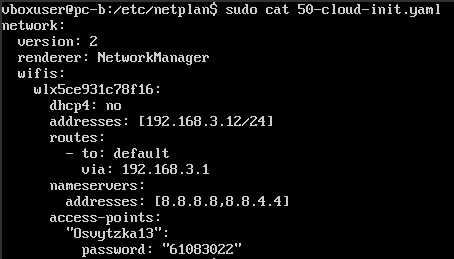 vboxuser@pc-b:/etc/netplan$ sudo cat 50-cloud-init.yaml
network:
  version: 2
  renderer: NetworkManager
  wifis:
    wlx5ce931c78f16:
      dhcp4: no
      addresses: [192.168.3.12/24]
      routes:
        - to: default
          via: 192.168.3.1
      nameservers:
        addresses: [8.8.8.8,8.8.4.4]
      access-points:
        "Osvytzka13":
          password: "61083022"